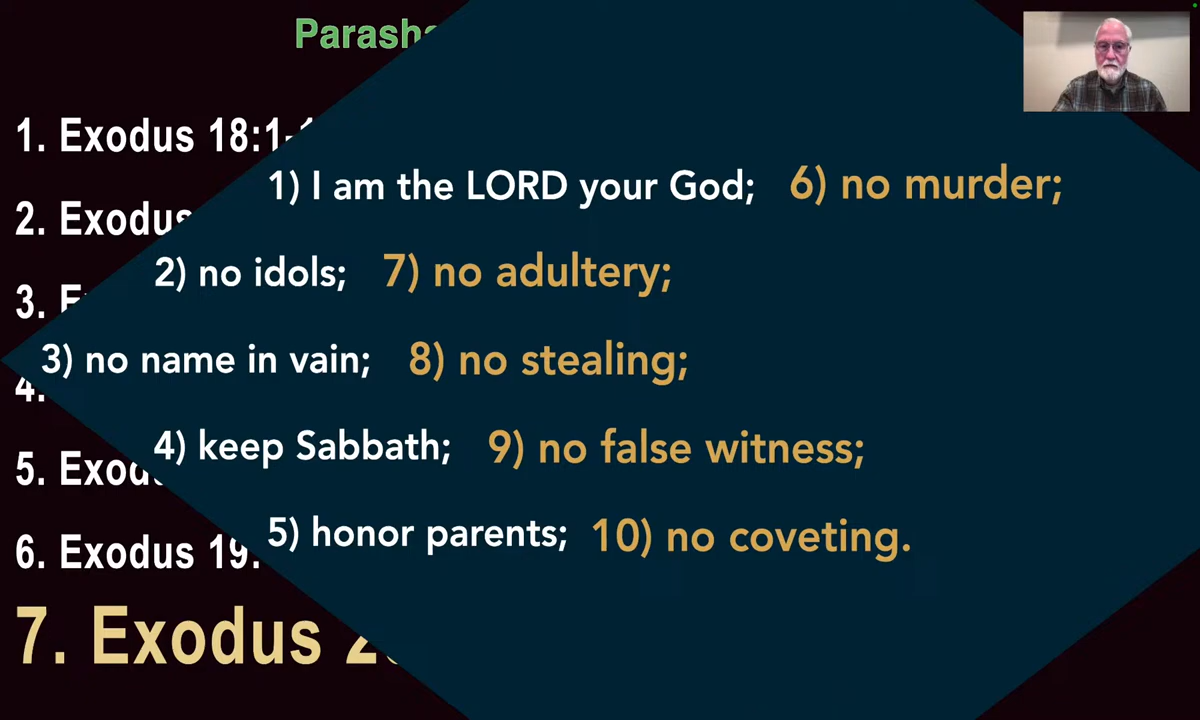 Parasha
1. Exodus 18:1-
1) I am the LORD your God; 6) no murder;
2. Exodus
2) no idols; 7) no adultery;
3.
3) no name in vain; 8) no stealing;
4.
4) keep Sabbath; 9) no false witness;
5. Exod
5) honor parents; 10) no coveting.
6. Exodus 19:
7. Exodus 2